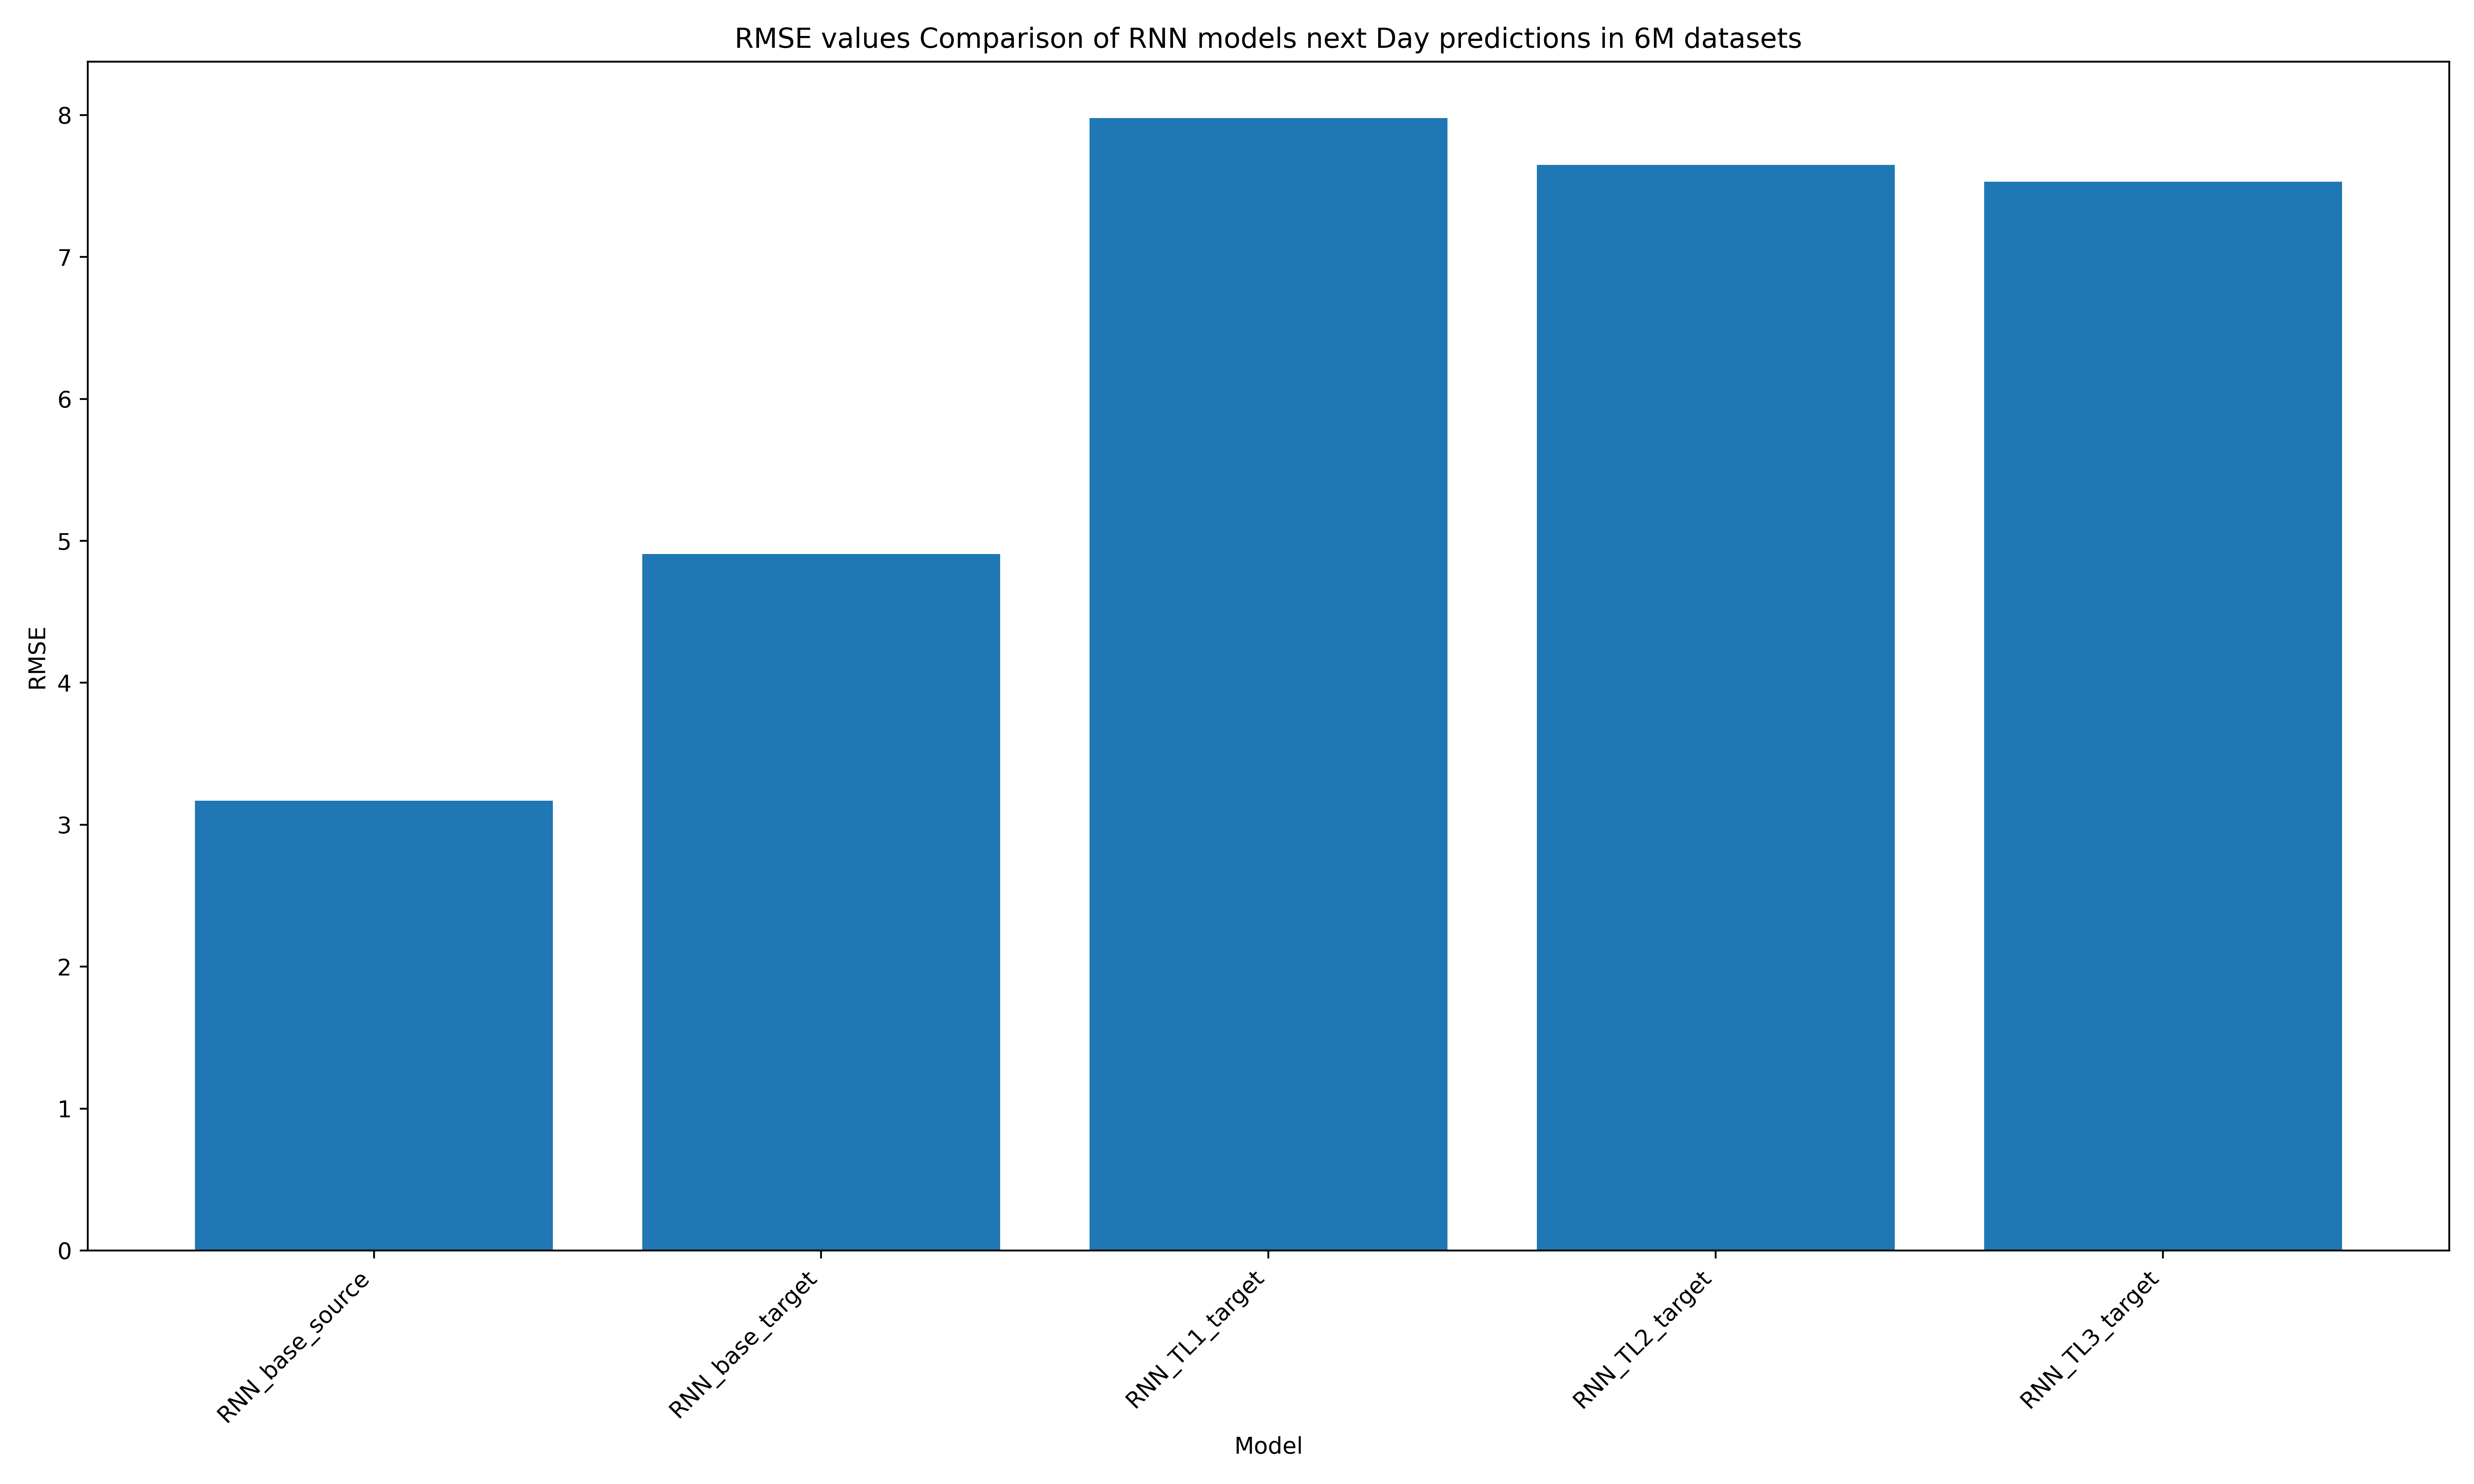 RMSE values Comparison of RNN models next Day predictions in 6M datasets
8
7
6
5
4
3
2
1
0
RMSE
RNN_base_source
RNN_base_target
RNN_TL1_target
RNN_TL2_target
RNN_TL3_target
Model